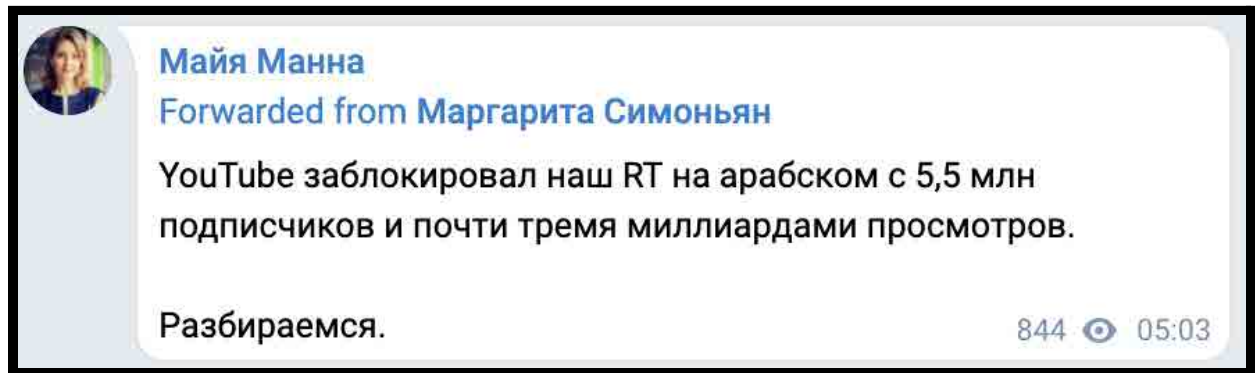 Майя Манна
Forwarded from Маргарита Симоньян
YouTube заблокировал наш RT на арабском с 5,5 млн
подписчиков и почти тремя миллиардами просмотров.
Разбираемся.
844 05:03